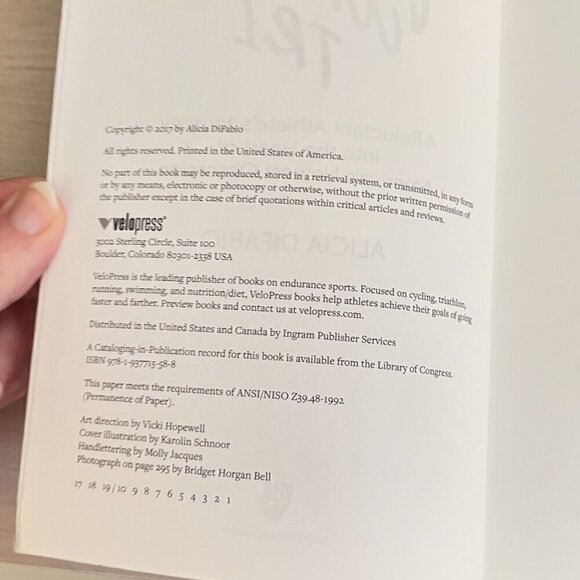 Copyright © 2017 by Alicia DiFabio
All rights reserved. Printed in the United States of America.
No part of this book may be reproduced, stored in a retrieval system, or transmitted, in any form
or by any means, electronic or photocopy or otherwise, without the prior written permission of
the publisher except in the case of brief quotations within critical articles and reviews.
velopress®
3002 Sterling Circle, Suite 100
Boulder, Colorado 80301-2338 USA
VeloPress is the leading publisher of books on endurance sports. Focused on cycling, triathlon,
running, swimming, and nutrition/diet, VeloPress books help athletes achieve their goals of going
faster and farther. Preview books and contact us at velopress.com.
Distributed in the United States and Canada by Ingram Publisher Services
A Cataloging-in-Publication record for this book is available from the Library of Congress.
ISBN 978-1-937715-58-8
This paper meets the requirements of ANSI/NISO Z39.48-1992
(Permanence of Paper).
Art direction by Vicki Hopewell
Cover illustration by Karolin Schnoor
Handlettering by Molly Jacques
Photograph on page 295 by Bridget Horgan Bell
17 18 19/10 9 8 7 6 5 4 3 2 1